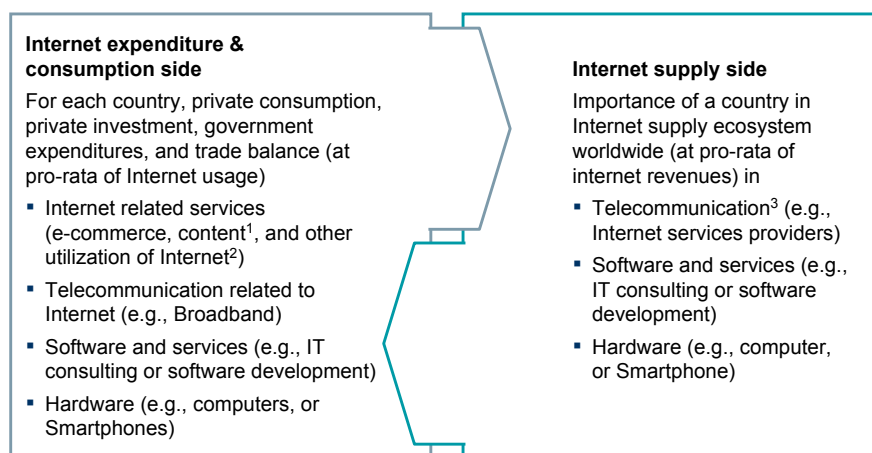 Internet expenditure &
consumption side
For each country, private consumption,
private investment, government
expenditures, and trade balance (at
pro-rata of Internet usage)
▪ Internet related services
(e-commerce, content¹, and other
utilization of Internet²)
▪ Telecommunication related to
Internet (e.g., Broadband)
▪ Software and services (e.g., IT
consulting or software development)
▪ Hardware (e.g., computers, or
Smartphones)
Internet supply side
Importance of a country in
Internet supply ecosystem
worldwide (at pro-rata of
internet revenues) in
▪ Telecommunication³ (e.g.,
Internet services providers)
▪ Software and services (e.g.,
IT consulting or software
development)
▪ Hardware (e.g., computer,
or Smartphone)